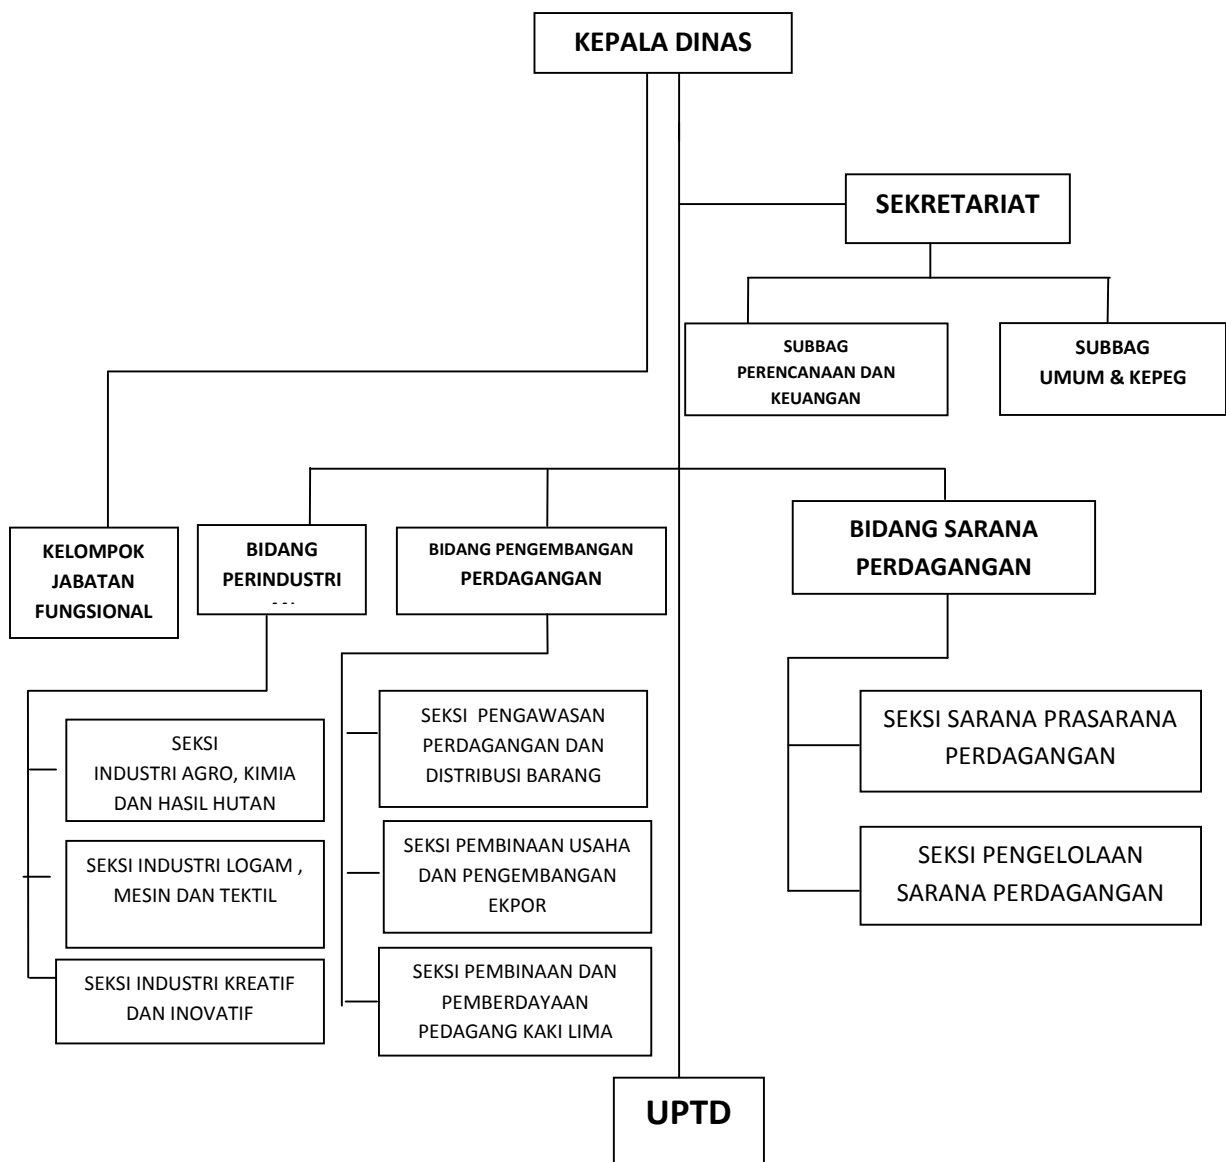 KEPALA DINAS
SEKRETARIAT
SUBBAG
PERENCANAAN DAN
KEUANGAN
SUBBAG
UMUM & KEPEG
KELOMPOK
JABATAN
FUNGSIONAL
BIDANG
PERINDUSTRI
BIDANG PENGEMBANGAN
PERDAGANGAN
BIDANG SARANA
PERDAGANGAN
SEKSI
INDUSTRI AGRO, KIMIA
DAN HASIL HUTAN
SEKSI INDUSTRI LOGAM ,
MESIN DAN TEKTIL
SEKSI INDUSTRI KREATIF
DAN INOVATIF
SEKSI  PENGAWASAN
PERDAGANGAN DAN
DISTRIBUSI BARANG
SEKSI PEMBINAAN USAHA
DAN PENGEMBANGAN
EKPOR
SEKSI PEMBINAAN DAN
PEMBERDAYAAN
PEDAGANG KAKI LIMA
SEKSI SARANA PRASARANA
PERDAGANGAN
SEKSI PENGELOLAAN
SARANA PERDAGANGAN
UPTD